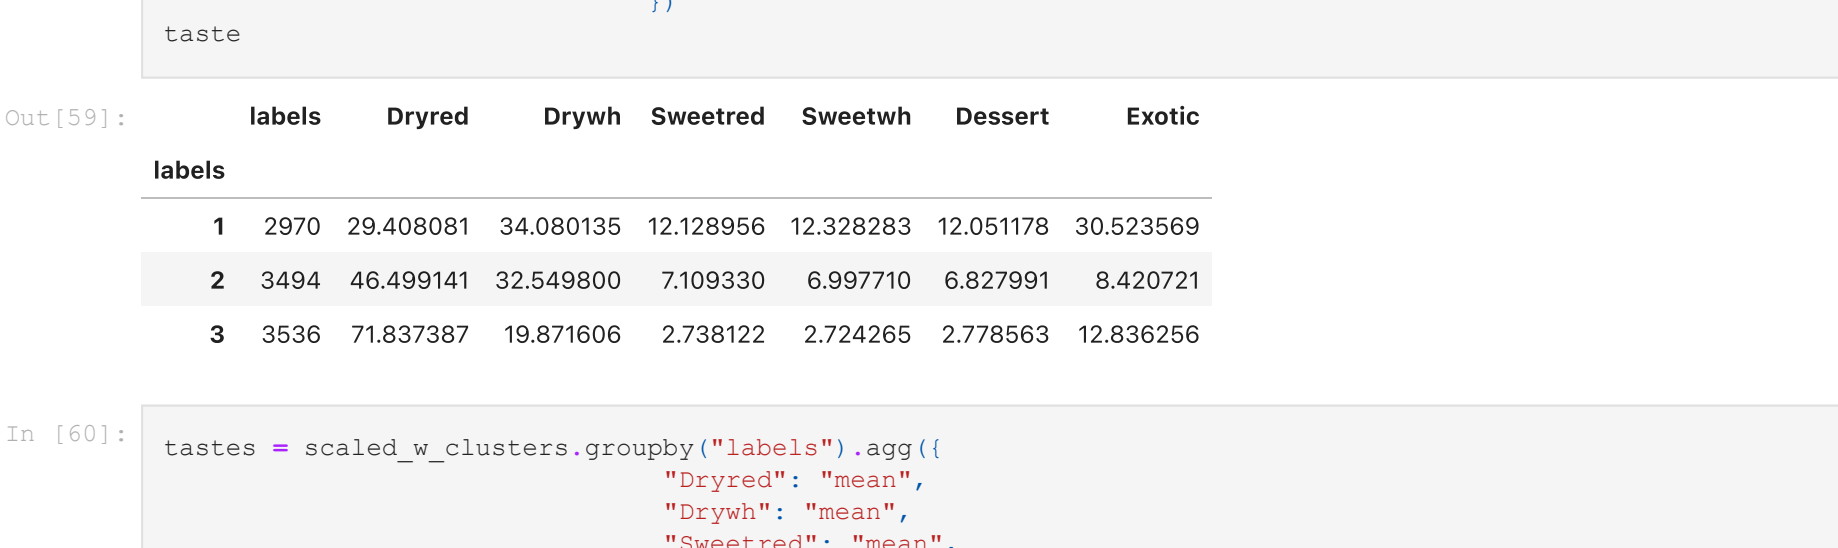 })
taste
Out[59]:
labels Dryred Drywh Sweetred Sweetwh Dessert Exotic
labels
1 2970 29.408081 34.080135 12.128956 12.328283 12.051178 30.523569
2 3494 46.499141 32.549800 7.109330 6.997710 6.827991 8.420721
3 3536 71.837387 19.871606 2.738122 2.724265 2.778563 12.836256
In [60]:
tastes = scaled_w_clusters.groupby("labels").agg({
"Dryred": "mean",
"Drywh": "mean",
"Sweetred": "mean",